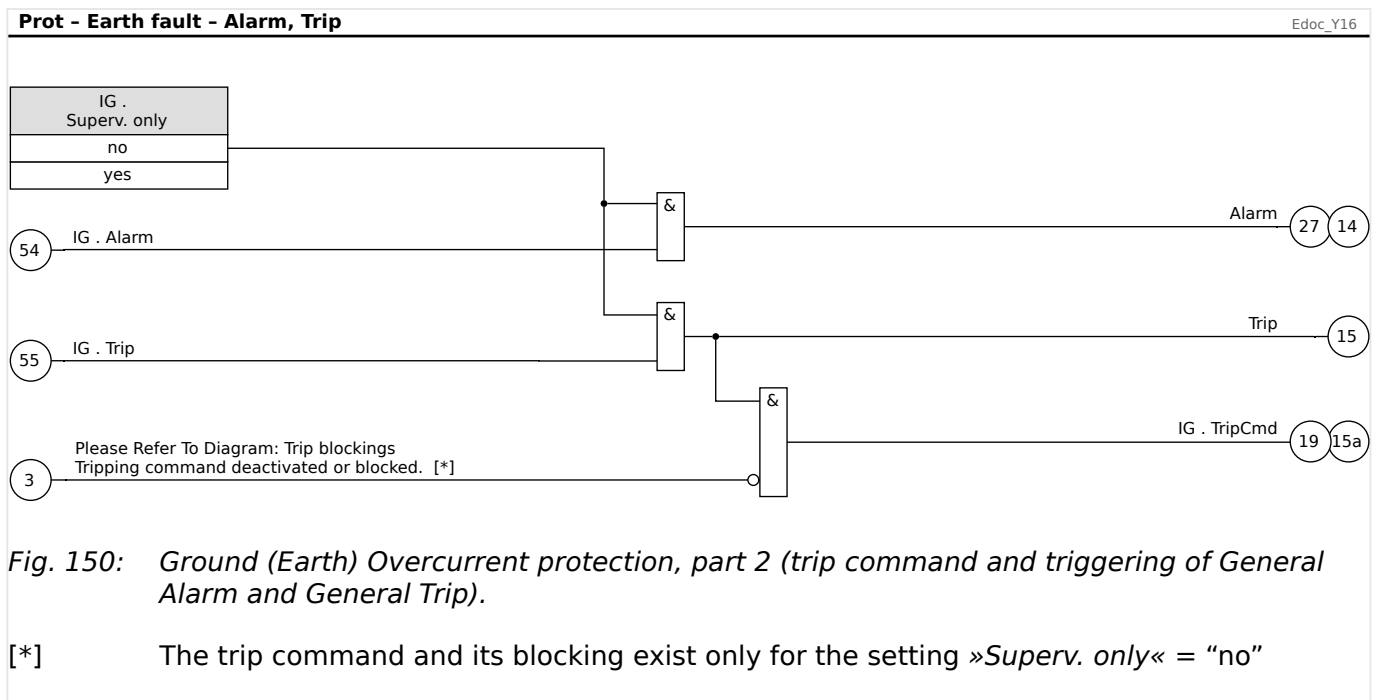 Prot – Earth fault – Alarm, Trip
Edoc_Y16
IG .
Superv. only
no
yes
&
Alarm
27
14
54
IG . Alarm
&
Trip
15
55
IG . Trip
&
IG . TripCmd
19
15a
Please Refer To Diagram: Trip blockings
Tripping command deactivated or blocked. [*]
3
Fig. 150: Ground (Earth) Overcurrent protection, part 2 (trip command and triggering of General
Alarm and General Trip).
[*] The trip command and its blocking exist only for the setting »Superv. only« = “no”